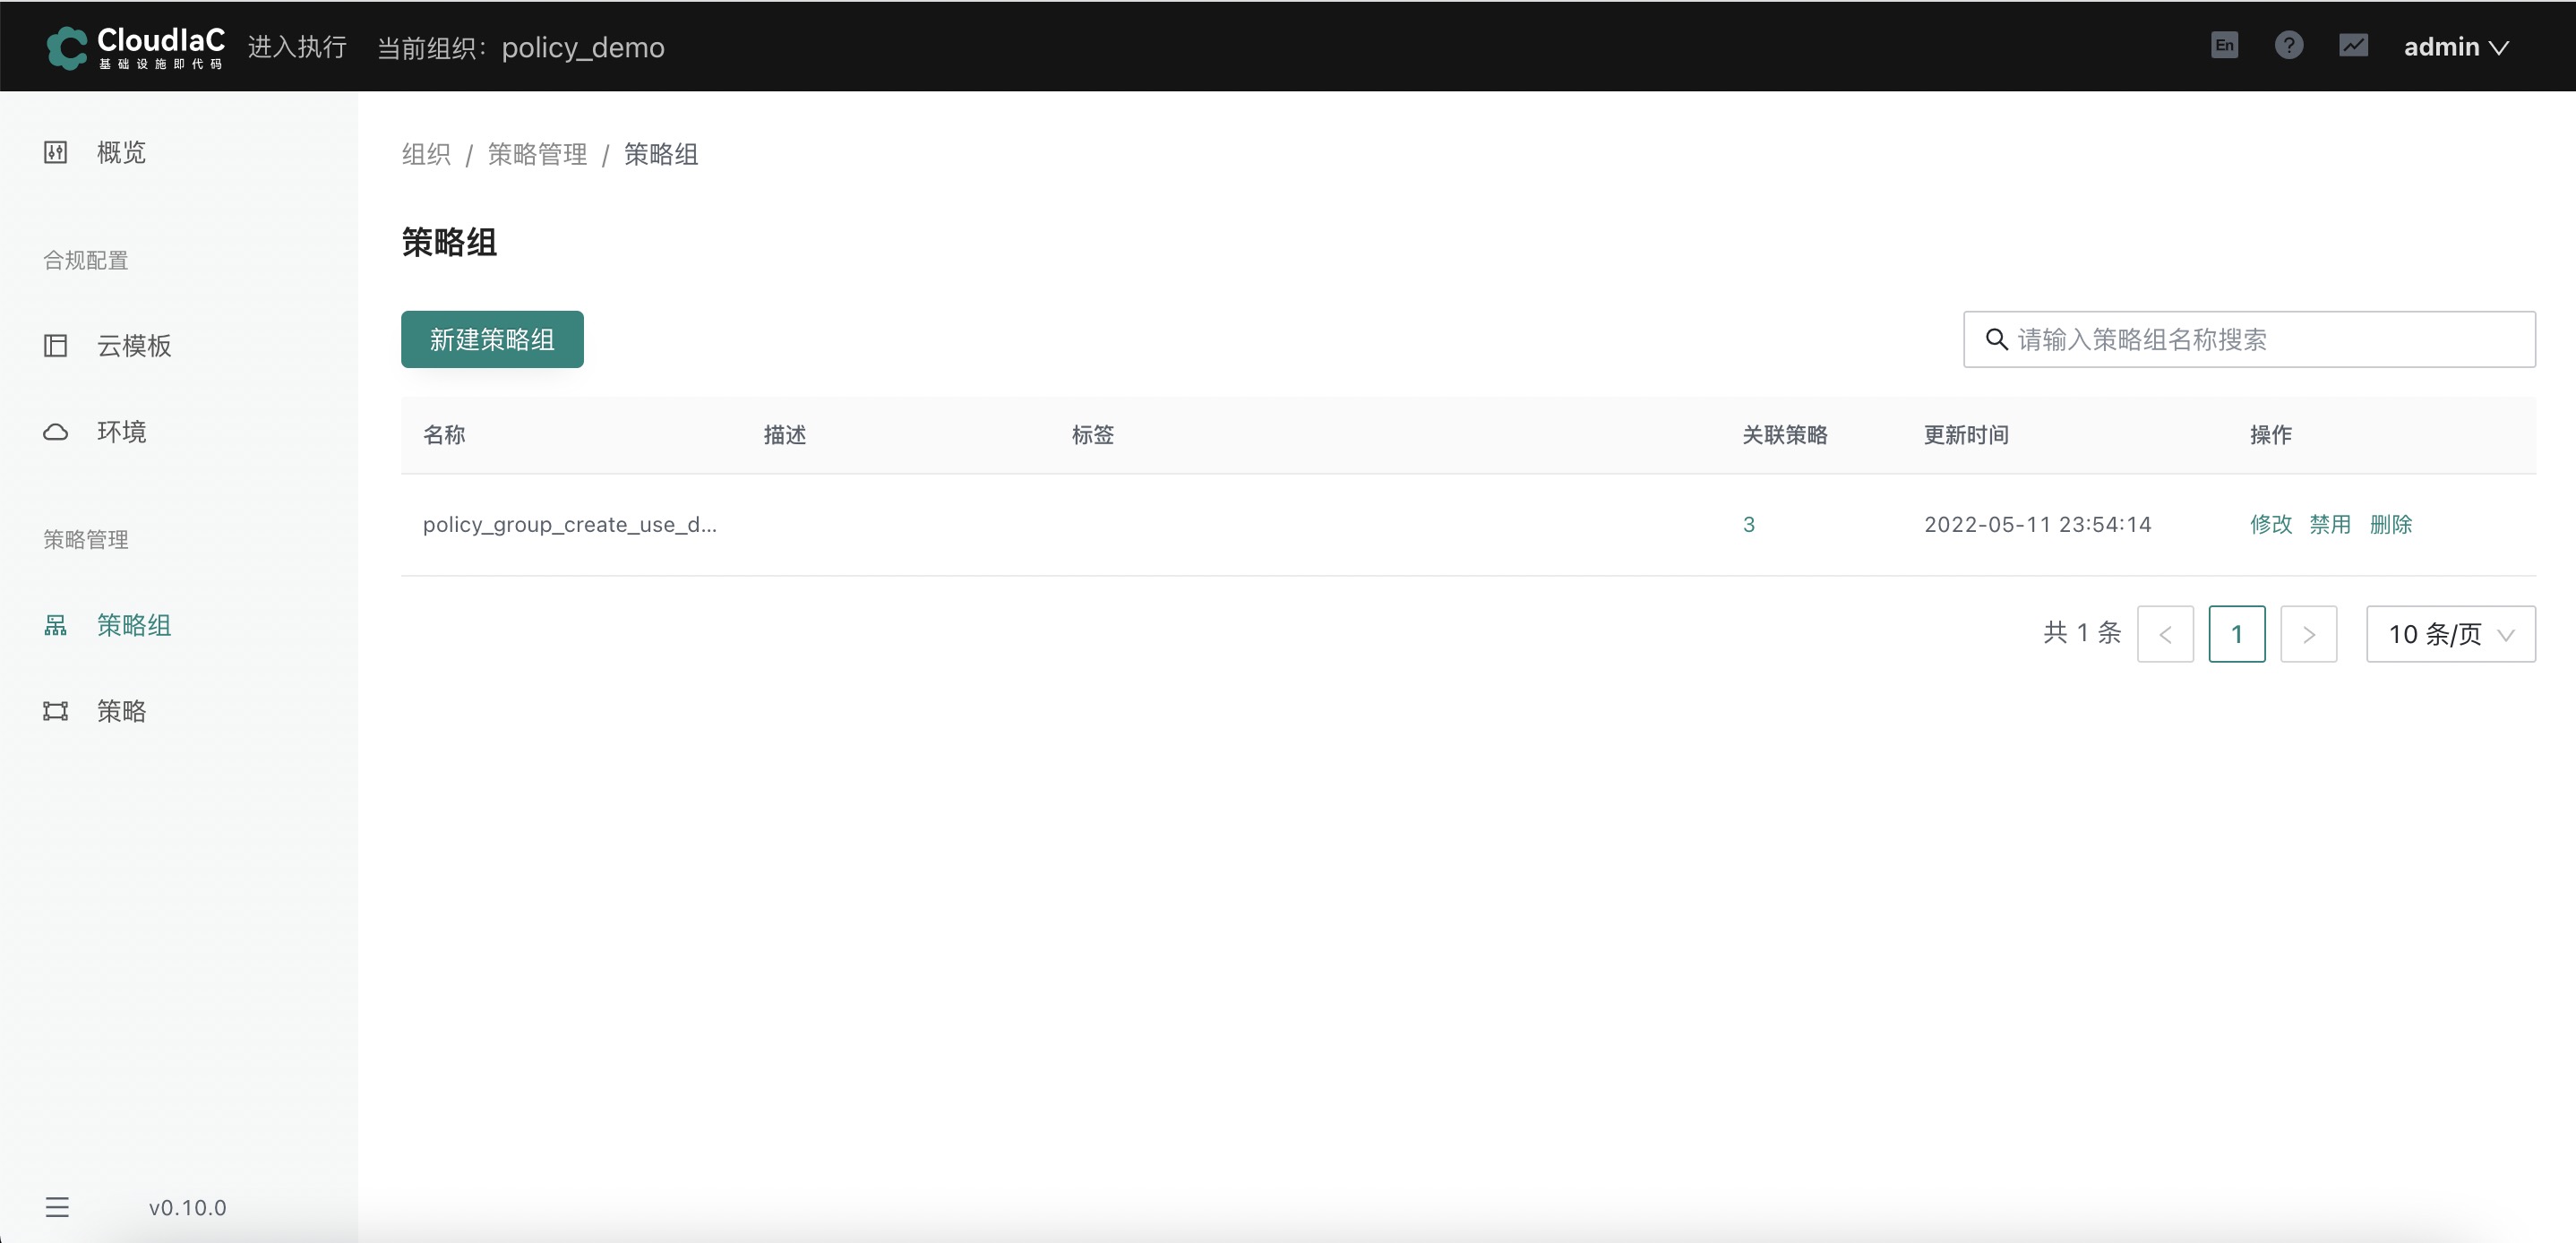 CloudIaC
基础设施即代码
进入执行
当前组织：policy_demo
En
?
admin
概览
合规配置
云模板
环境
策略管理
策略组
策略
v0.10.0
组织 / 策略管理 / 策略组
策略组
新建策略组
请输入策略组名称搜索
名称 描述 标签 关联策略 更新时间 操作
policy_group_create_use_d... 3 2022-05-11 23:54:14 修改 禁用 删除
共 1 条 < 1 > 10 条/页